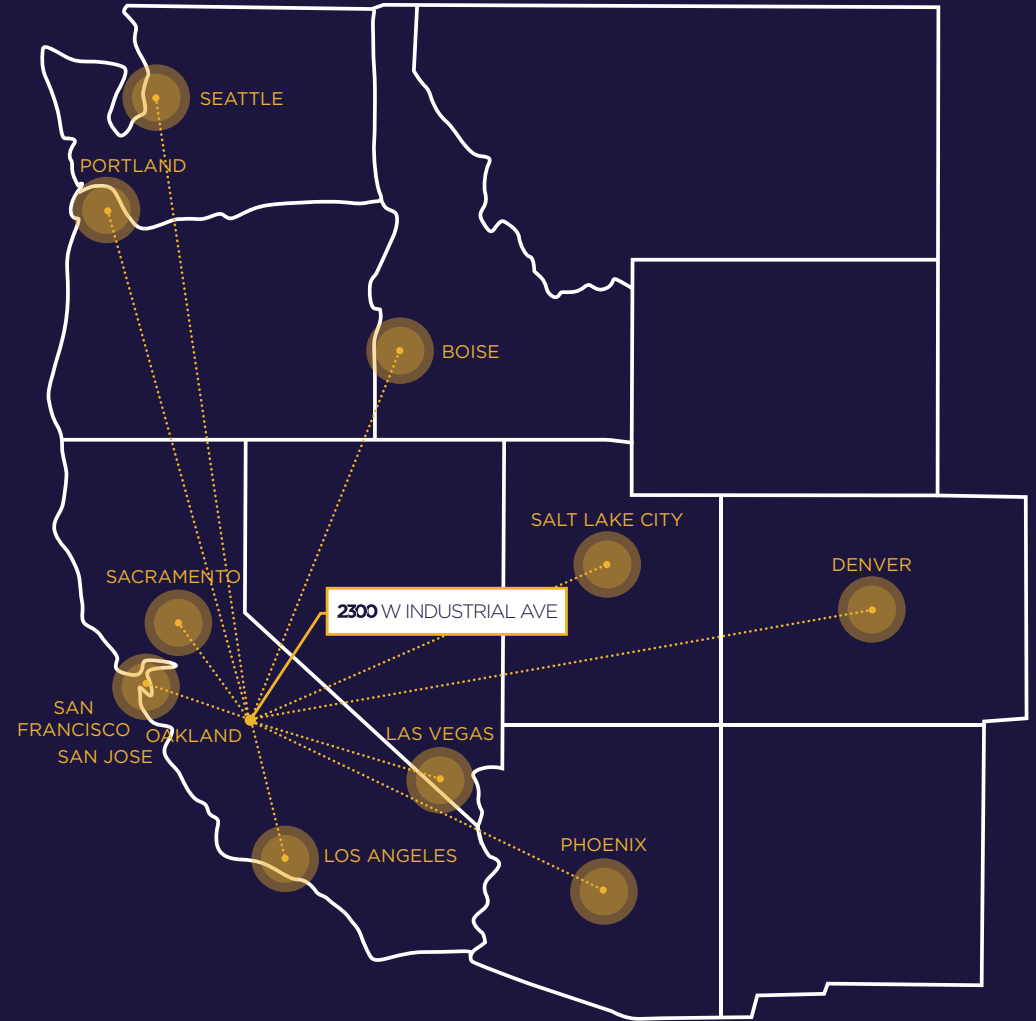 SEATTLE
PORTLAND
BOISE
SALT LAKE CITY
DENVER
SACRAMENTO
2300 W INDUSTRIAL AVE
SAN
FRANCISCO
OAKLAND
SAN JOSE
LAS VEGAS
LOS ANGELES
PHOENIX